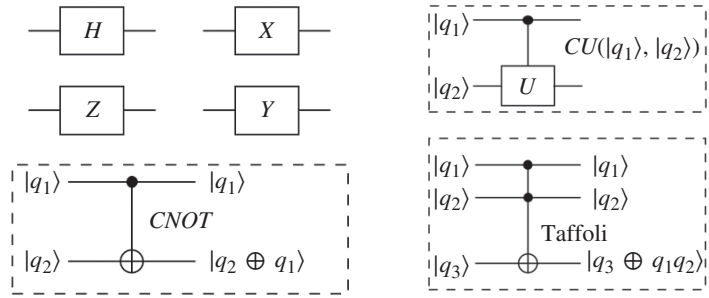 H
X
Z
Y
|q₁⟩
CU(|q₁⟩, |q₂⟩)
|q₂⟩
U
|q₁⟩
|q₁⟩
CNOT
|q₂⟩
|q₂ ⊕ q₁⟩
|q₁⟩
|q₁⟩
|q₂⟩
|q₂⟩
Taffoli
|q₃⟩
|q₃ ⊕ q₁q₂⟩